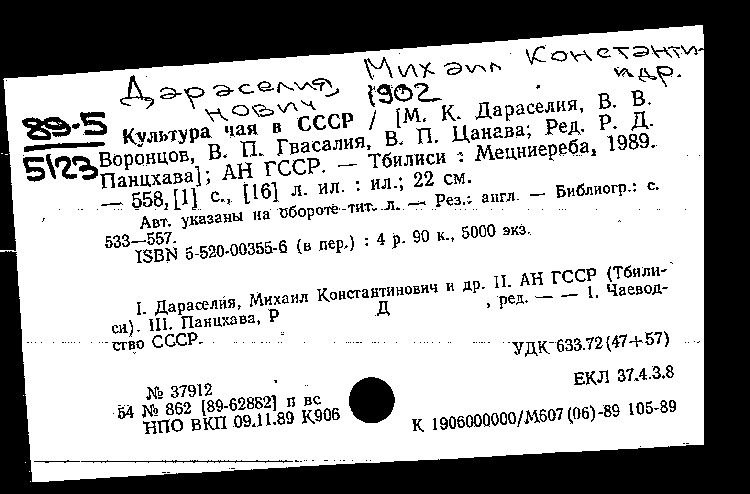 Дараселия, Михаил Константи-
нович 1902 и др.
89-5
5123
Культура чая в СССР / [М. К. Дараселия, В. В.
Воронцов, В. П. Гвасалия, В. П. Цанава; Ред. Р. Д.
Панцхава]; АН ГССР. — Тбилиси : Мецниереба, 1989.
— 558, [1] с., [16] л. ил. : ил.; 22 см.
Авт. указаны на обороте тит. л. — Рез.: англ. — Библиогр.: с.
533—557.
ISBN 5-520-00355-6 (в пер.) : 4 р. 90 к., 5000 экз.
I. Дараселия, Михаил Константинович и др. II. АН ГССР (Тбили-
си). III. Панцхава, Р Д , ред. — — 1. Чаевод-
ство СССР.
УДК 633.72(47+57)
ЕКЛ 37.4.3.8
№ 37912
54 № 862 [89-62882] п вс
НПО ВКП 09.11.89 К906
К 1906000000/М607(06)-89 105-89